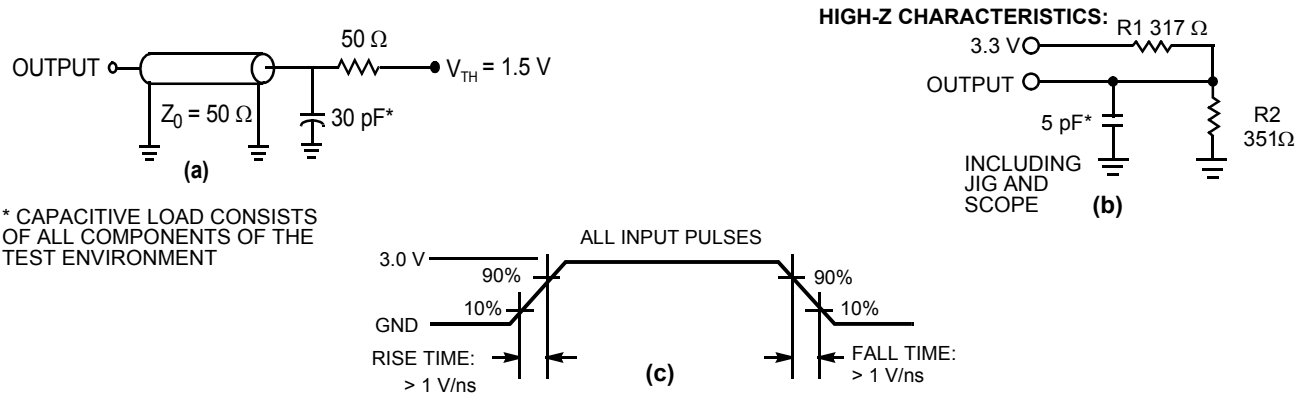 50 Ω
OUTPUT
V_TH = 1.5 V
Z_0 = 50 Ω
30 pF*
(a)
* CAPACITIVE LOAD CONSISTS
OF ALL COMPONENTS OF THE
TEST ENVIRONMENT
HIGH-Z CHARACTERISTICS:
R1 317 Ω
3.3 V
OUTPUT
5 pF*
R2
351Ω
INCLUDING
JIG AND
SCOPE
(b)
ALL INPUT PULSES
3.0 V
90%
90%
10%
10%
GND
RISE TIME:
> 1 V/ns
FALL TIME:
> 1 V/ns
(c)